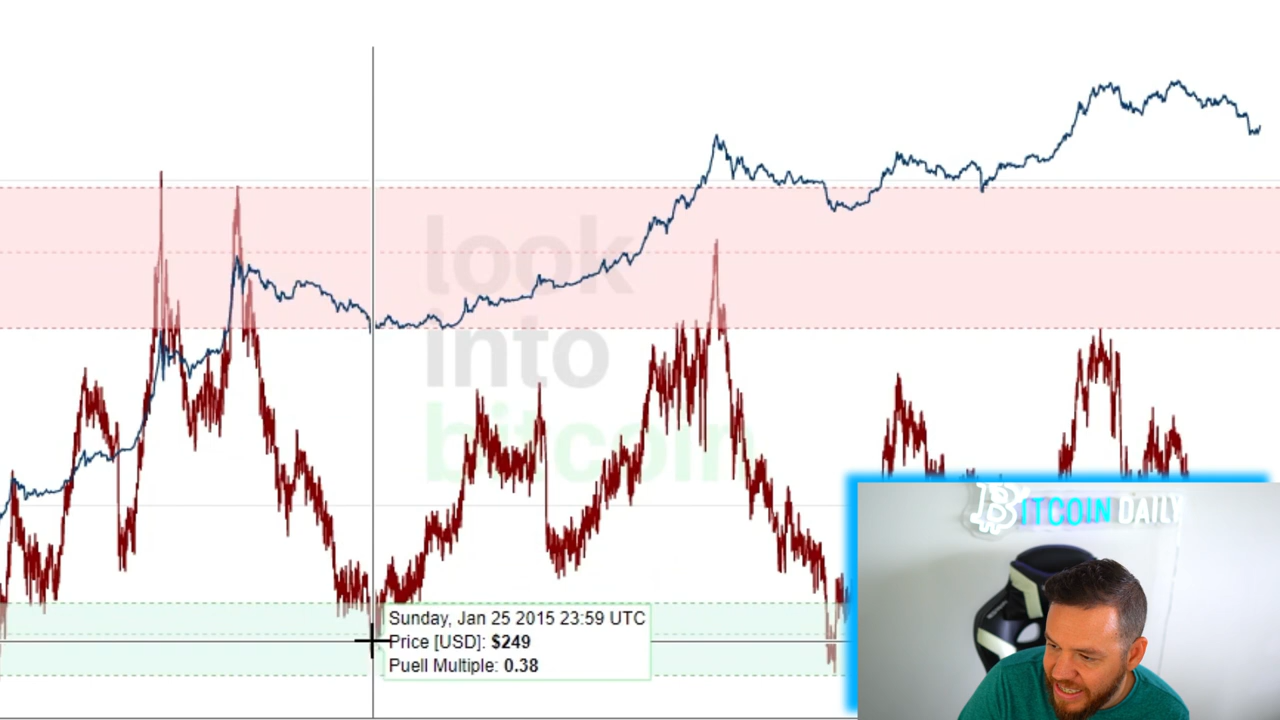 look
into
bitcoin
Sunday, Jan 25 2015 23:59 UTC
Price [USD]: $249
Puell Multiple: 0.38
BITCOIN DAILY